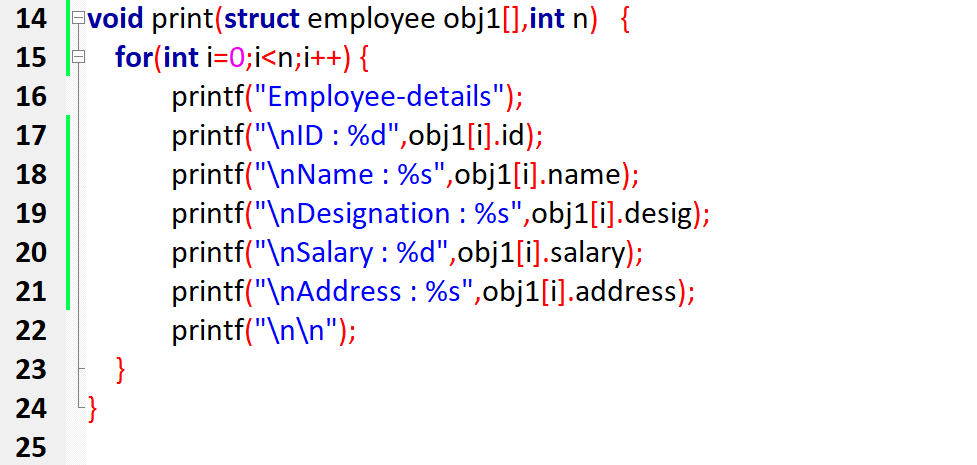 14 void print(struct employee obj1[],int n) {
15 for(int i=0;i<n;i++) {
16 printf("Employee-details");
17 printf("\nID : %d",obj1[i].id);
18 printf("\nName : %s",obj1[i].name);
19 printf("\nDesignation : %s",obj1[i].desig);
20 printf("\nSalary : %d",obj1[i].salary);
21 printf("\nAddress : %s",obj1[i].address);
22 printf("\n\n");
23 }
24 }
25